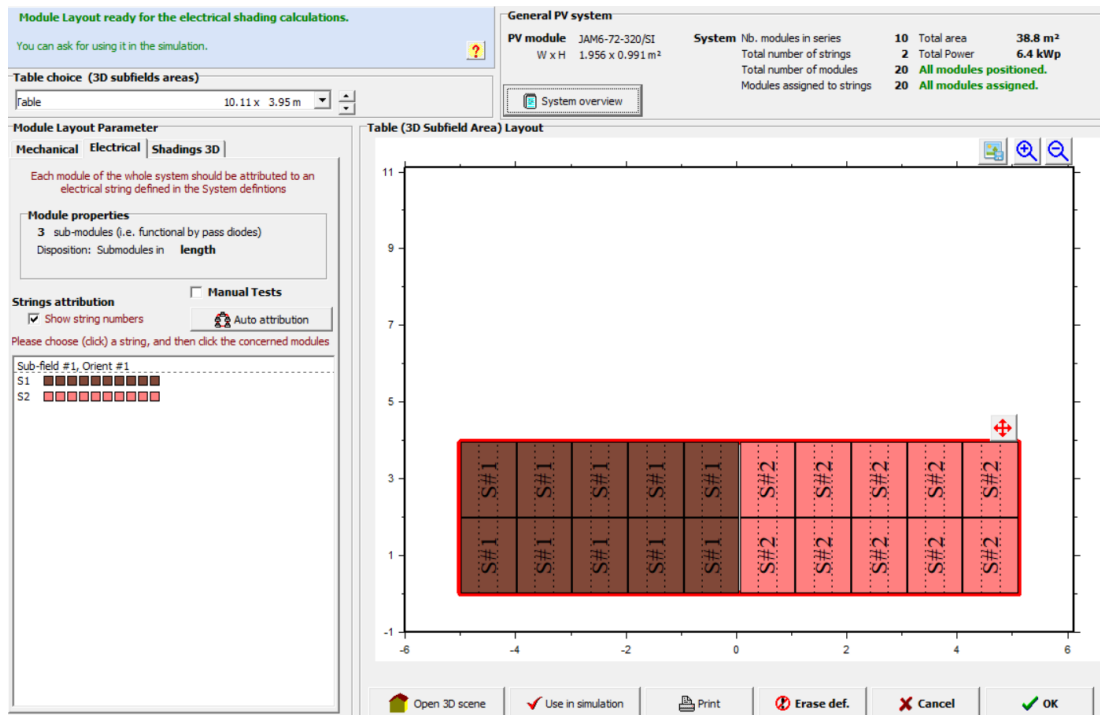 Module Layout ready for the electrical shading calculations.
You can ask for using it in the simulation.
?
Table choice (3D subfields areas)
Table 10.11 x 3.95 m
General PV system
PV module JAM6-72-320/SI
W x H 1.956 x 0.991 m²
System overview
System Nb. modules in series 10 Total area 38.8 m²
Total number of strings 2 Total Power 6.4 kWp
Total number of modules 20 All modules positioned.
Modules assigned to strings 20 All modules assigned.
Module Layout Parameter
Mechanical Electrical Shadings 3D
Each module of the whole system should be attributed to an
electrical string defined in the System defintions
Module properties
3 sub-modules (i.e. functional by pass diodes)
Disposition: Submodules in length
Manual Tests
Strings attribution
Show string numbers
Auto attribution
Please choose (click) a string, and then click the concerned modules
Sub-field #1, Orient #1
S1
S2
Table (3D Subfield Area) Layout
11
9
7
5
3
1
-1
S#1 S#1 S#1 S#1 S#1 S#2 S#2 S#2 S#2 S#2
S#1 S#1 S#1 S#1 S#1 S#2 S#2 S#2 S#2 S#2
-6 -4 -2 0 2 4 6
Open 3D scene Use in simulation Print Erase def. Cancel OK